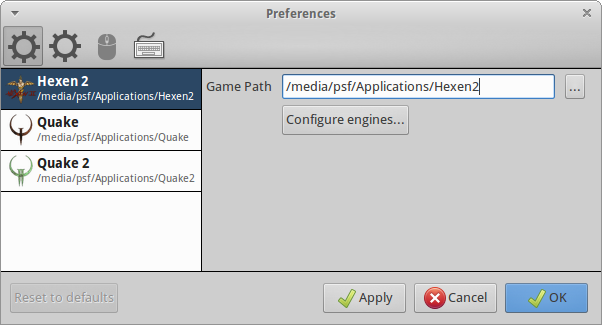 Preferences
Hexen 2
/media/psf/Applications/Hexen2
Quake
/media/psf/Applications/Quake
Quake 2
/media/psf/Applications/Quake2
Game Path
/media/psf/Applications/Hexen2
...
Configure engines...
Reset to defaults
Apply
Cancel
OK